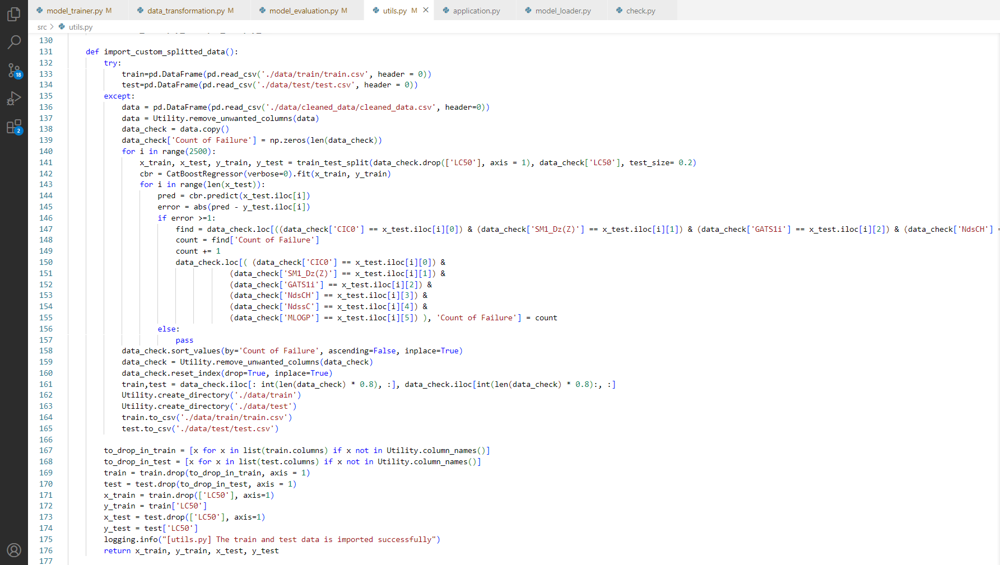 model_trainer.py M data_transformation.py M model_evaluation.py M utils.py M × application.py model_loader.py check.py
src > utils.py
130
131 def import_custom_splitted_data():
132 try:
133 train=pd.DataFrame(pd.read_csv('./data/train/train.csv', header = 0))
134 test=pd.DataFrame(pd.read_csv('./data/test/test.csv', header = 0))
135 except:
136 data = pd.DataFrame(pd.read_csv('./data/cleaned_data/cleaned_data.csv', header=0))
137 data = Utility.remove_unwanted_columns(data)
138 data_check = data.copy()
139 data_check['Count of Failure'] = np.zeros(len(data_check))
140 for i in range(2500):
141 x_train, x_test, y_train, y_test = train_test_split(data_check.drop(['LC50'], axis = 1), data_check['LC50'], test_size= 0.2)
142 cbr = CatBoostRegressor(verbose=0).fit(x_train, y_train)
143 for i in range(len(x_test)):
144 pred = cbr.predict(x_test.iloc[i])
145 error = abs(pred - y_test.iloc[i])
146 if error >=1:
147 find = data_check.loc[((data_check['CIC0'] == x_test.iloc[i][0]) & (data_check['SM1_Dz(Z)'] == x_test.iloc[i][1]) & (data_check['GATS1i'] == x_test.iloc[i][2]) & (data_check['NdsCH'] =
148 count = find['Count of Failure']
149 count += 1
150 data_check.loc[( (data_check['CIC0'] == x_test.iloc[i][0]) &
151 (data_check['SM1_Dz(Z)'] == x_test.iloc[i][1]) &
152 (data_check['GATS1i'] == x_test.iloc[i][2]) &
153 (data_check['NdsCH'] == x_test.iloc[i][3]) &
154 (data_check['NdssC'] == x_test.iloc[i][4]) &
155 (data_check['MLOGP'] == x_test.iloc[i][5]) ), 'Count of Failure'] = count
156 else:
157 pass
158 data_check.sort_values(by='Count of Failure', ascending=False, inplace=True)
159 data_check = Utility.remove_unwanted_columns(data_check)
160 data_check.reset_index(drop=True, inplace=True)
161 train,test = data_check.iloc[: int(len(data_check) * 0.8), :], data_check.iloc[int(len(data_check) * 0.8):, :]
162 Utility.create_directory('./data/train')
163 Utility.create_directory('./data/test')
164 train.to_csv('./data/train/train.csv')
165 test.to_csv('./data/test/test.csv')
166
167 to_drop_in_train = [x for x in list(train.columns) if x not in Utility.column_names()]
168 to_drop_in_test = [x for x in list(test.columns) if x not in Utility.column_names()]
169 train = train.drop(to_drop_in_train, axis = 1)
170 test = test.drop(to_drop_in_test, axis = 1)
171 x_train = train.drop(['LC50'], axis=1)
172 y_train = train['LC50']
173 x_test = test.drop(['LC50'], axis=1)
174 y_test = test['LC50']
175 logging.info("[utils.py] The train and test data is imported successfully")
176 return x_train, y_train, x_test, y_test
177
18
2